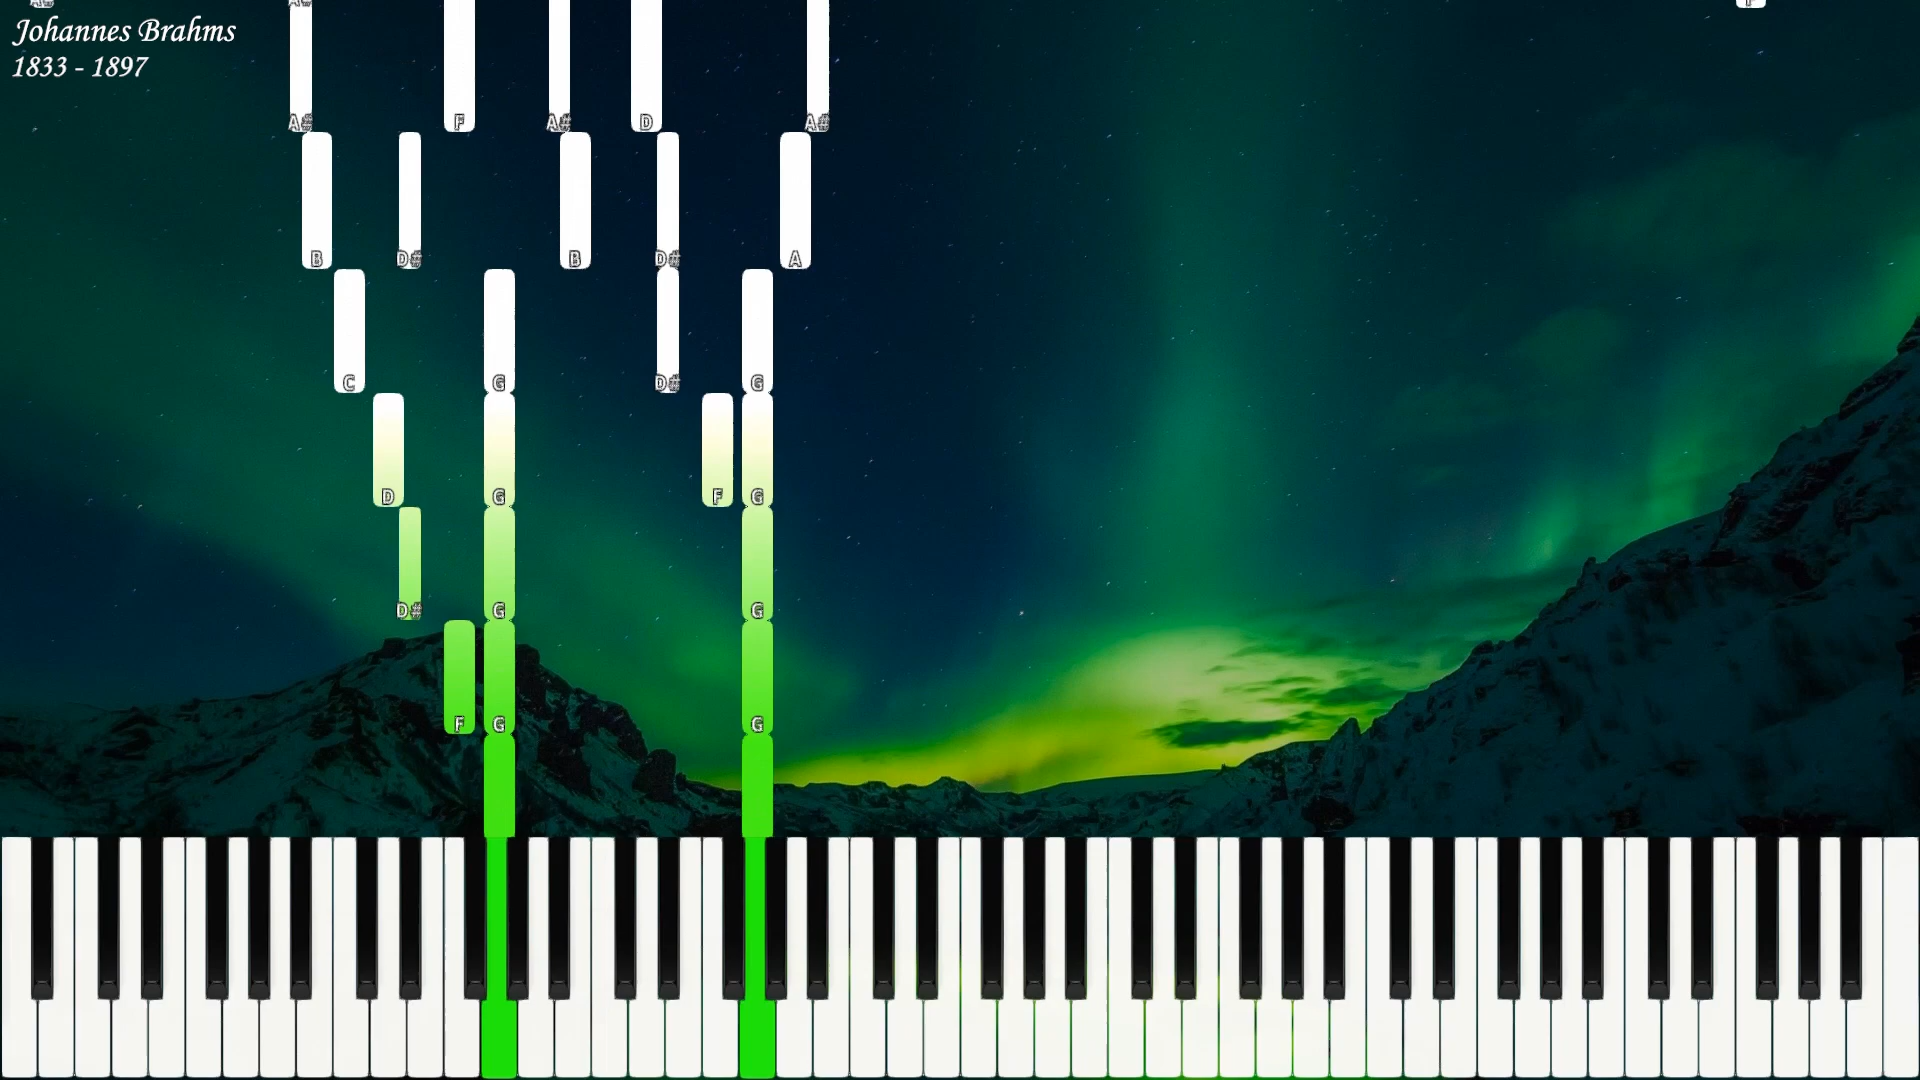 A# A#
Johannes Brahms
1833 - 1897
A# F A# D A#
B D# B D# A
C G D# G
D G F G
D# G G
F G G